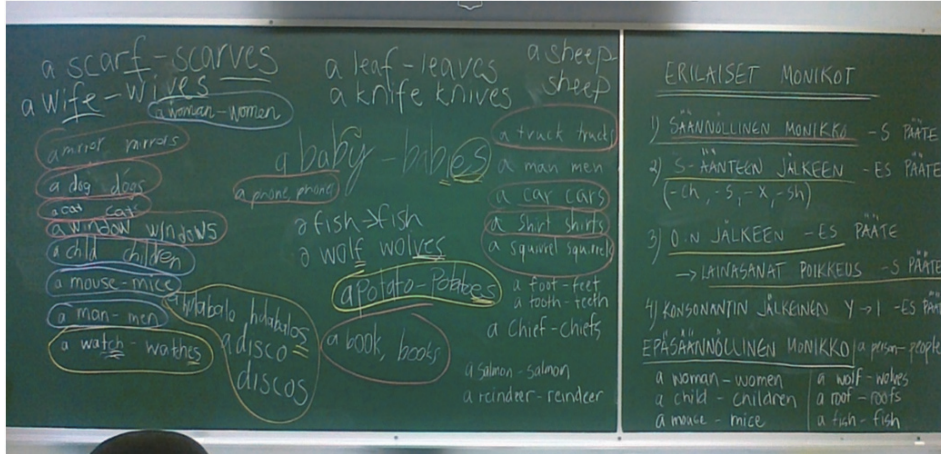 a scarf - scarves
a wife - wives
a woman - women
a mirror mirrors
a dog dogs
a cat cats
a window windows
a child children
a mouse - mice
a man - men
a watch - watches
a disco
discos
a leaf - leaves
a knife knives
a baby - babies
a phone, phones
a fish → fish
a wolf wolves
a potato - potatoes
a book, books
a sheep
sheep
a truck trucks
a man men
a car cars
a shirt shirts
a squirrel squirrels
a foot - feet
a tooth - teeth
a chief - chiefs
a salmon - salmon
a reindeer - reindeer
ERILAISET MONIKOT
1) SÄÄNNÖLLINEN MONIKKO - S PÄÄTE
2) S-ÄÄNTEEN JÄLKEEN - ES PÄÄTE
(-ch, -s, -x, -sh)
3) O:N JÄLKEEN - ES PÄÄTE
→ LAINASANAT POIKKEUS - S PÄÄTE
4) KONSONANTIN JÄLKEINEN Y → I - ES PÄÄTE
EPÄSÄÄNNÖLLINEN MONIKKO
a person - people
a woman - women
a child - children
a mouse - mice
a wolf - wolves
a roof - roofs
a fish - fish